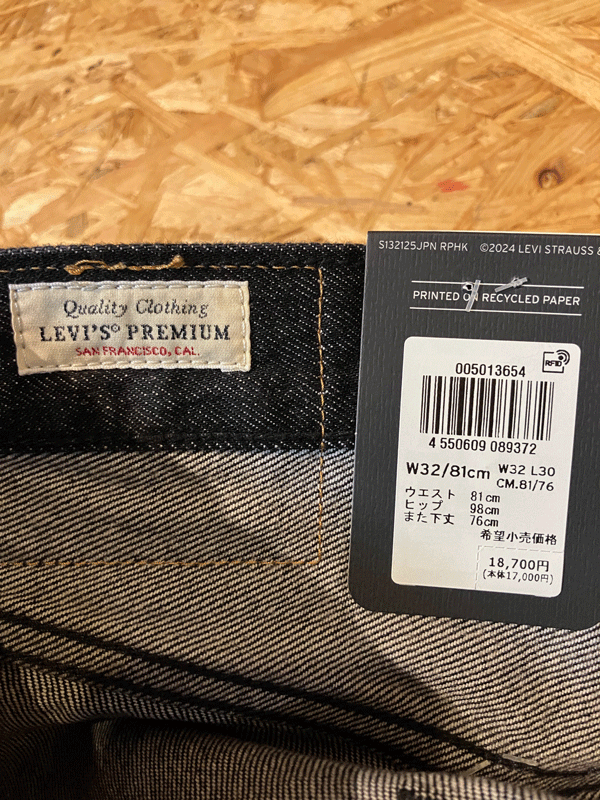 Quality Clothing
LEVI'S® PREMIUM
SAN FRANCISCO, CAL.
S132125JPN RPHK ©2024 LEVI STRAUSS &
PRINTED ON RECYCLED PAPER
RFID
005013654
4 550609 089372
W32/81cm W32 L30
CM.81/76
ウエスト 81cm
ヒップ 98cm
また下丈 76cm
希望小売価格
18,700円
(本体17,000円)